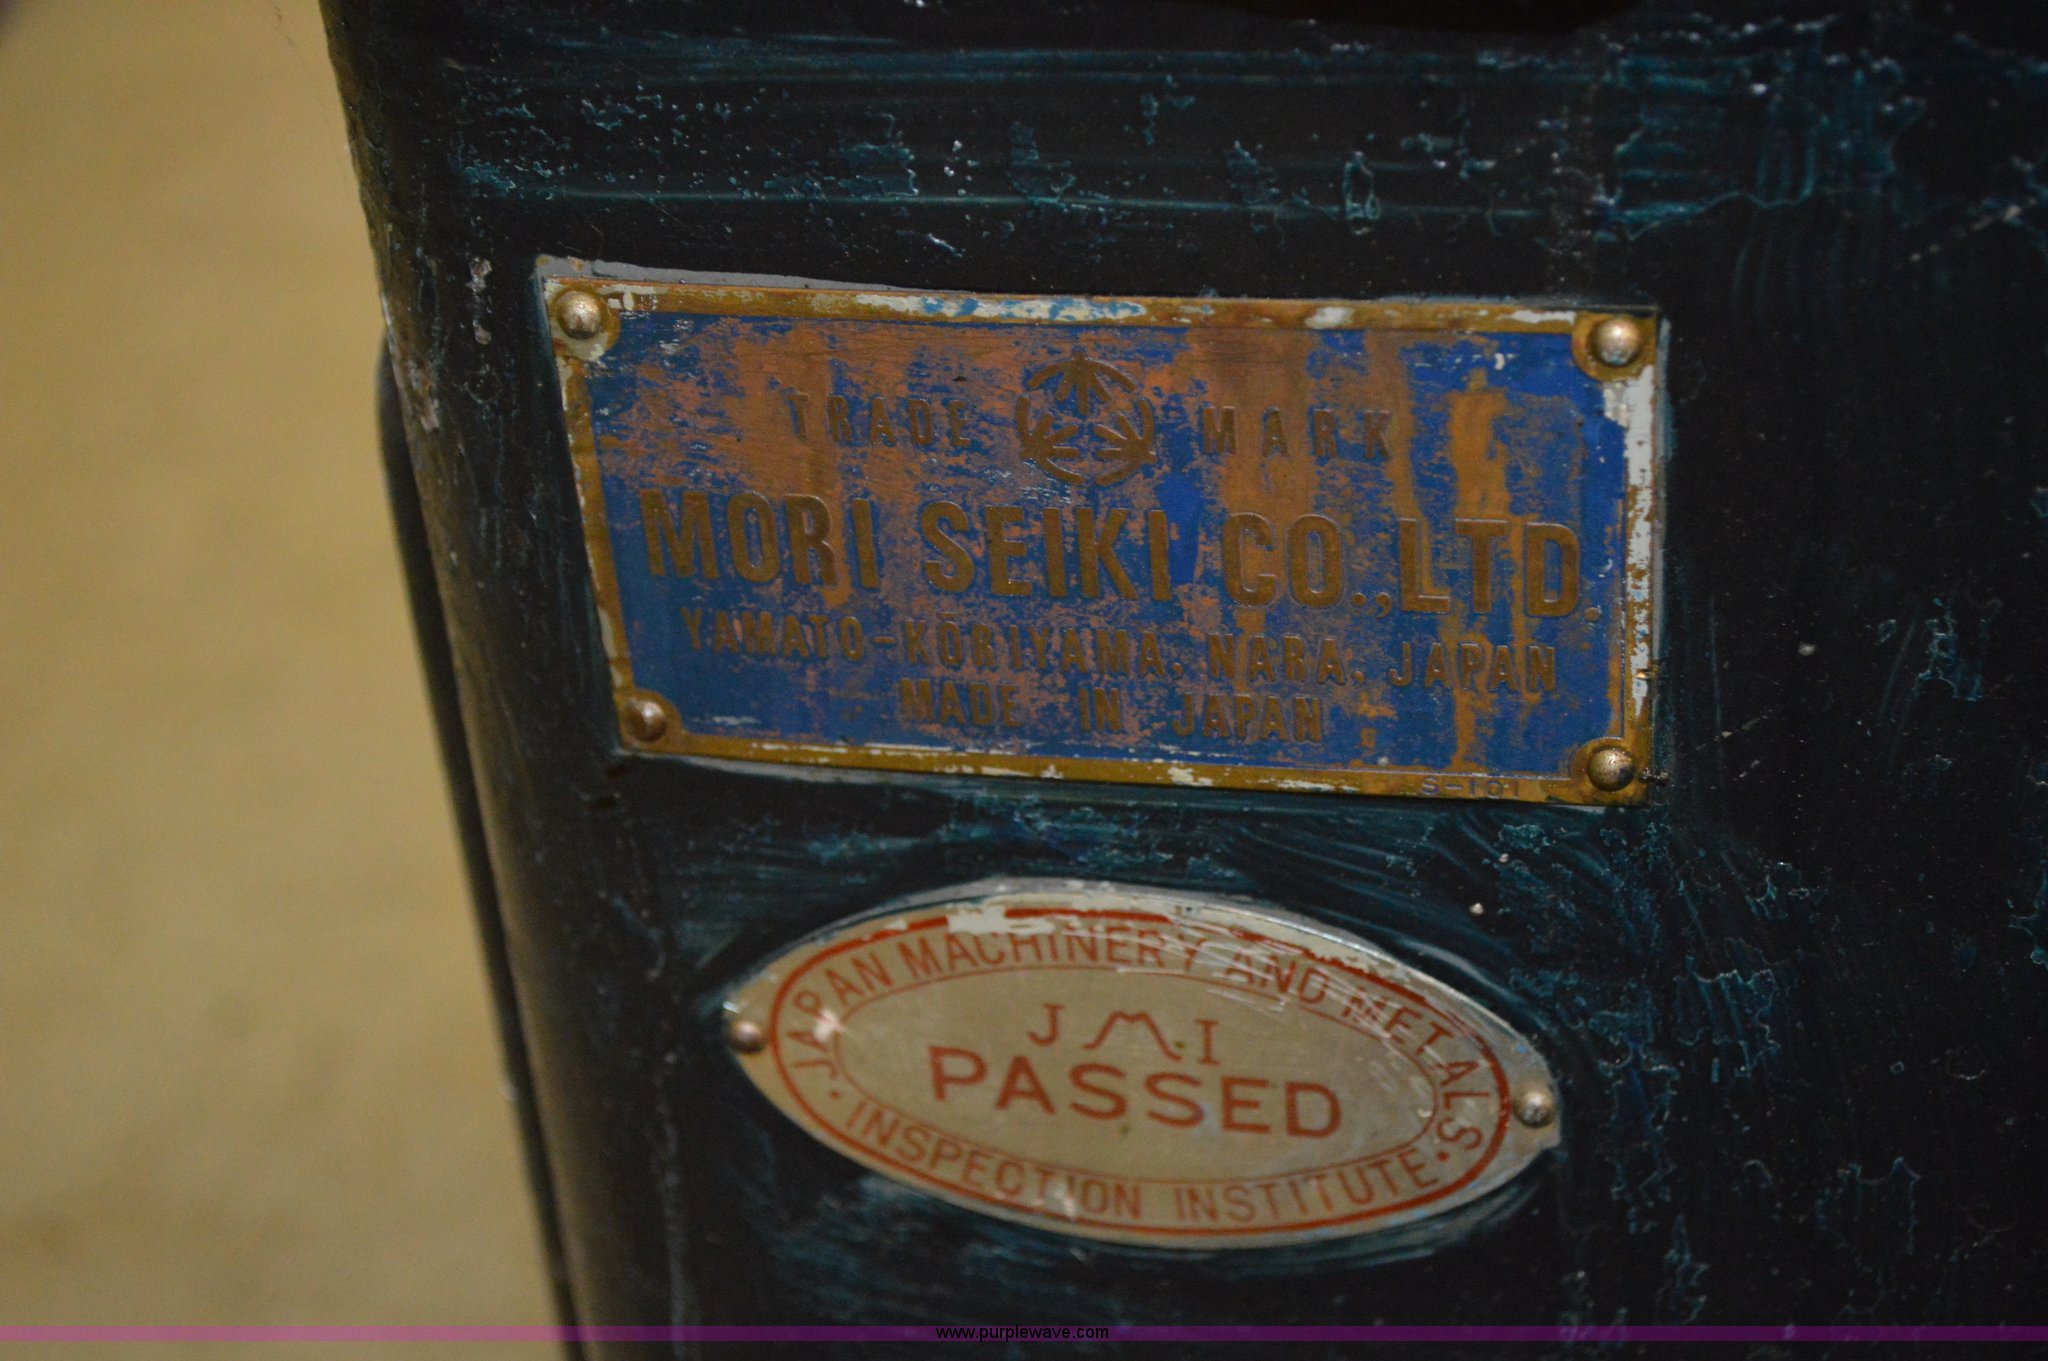 TRADE MARK
MORI SEIKI CO.,LTD.
YAMATO-KŌRIYAMA, NARA, JAPAN
MADE IN JAPAN
S-101
JAPAN MACHINERY AND METALS
J.M.I
PASSED
INSPECTION INSTITUTE
www.purplewave.com